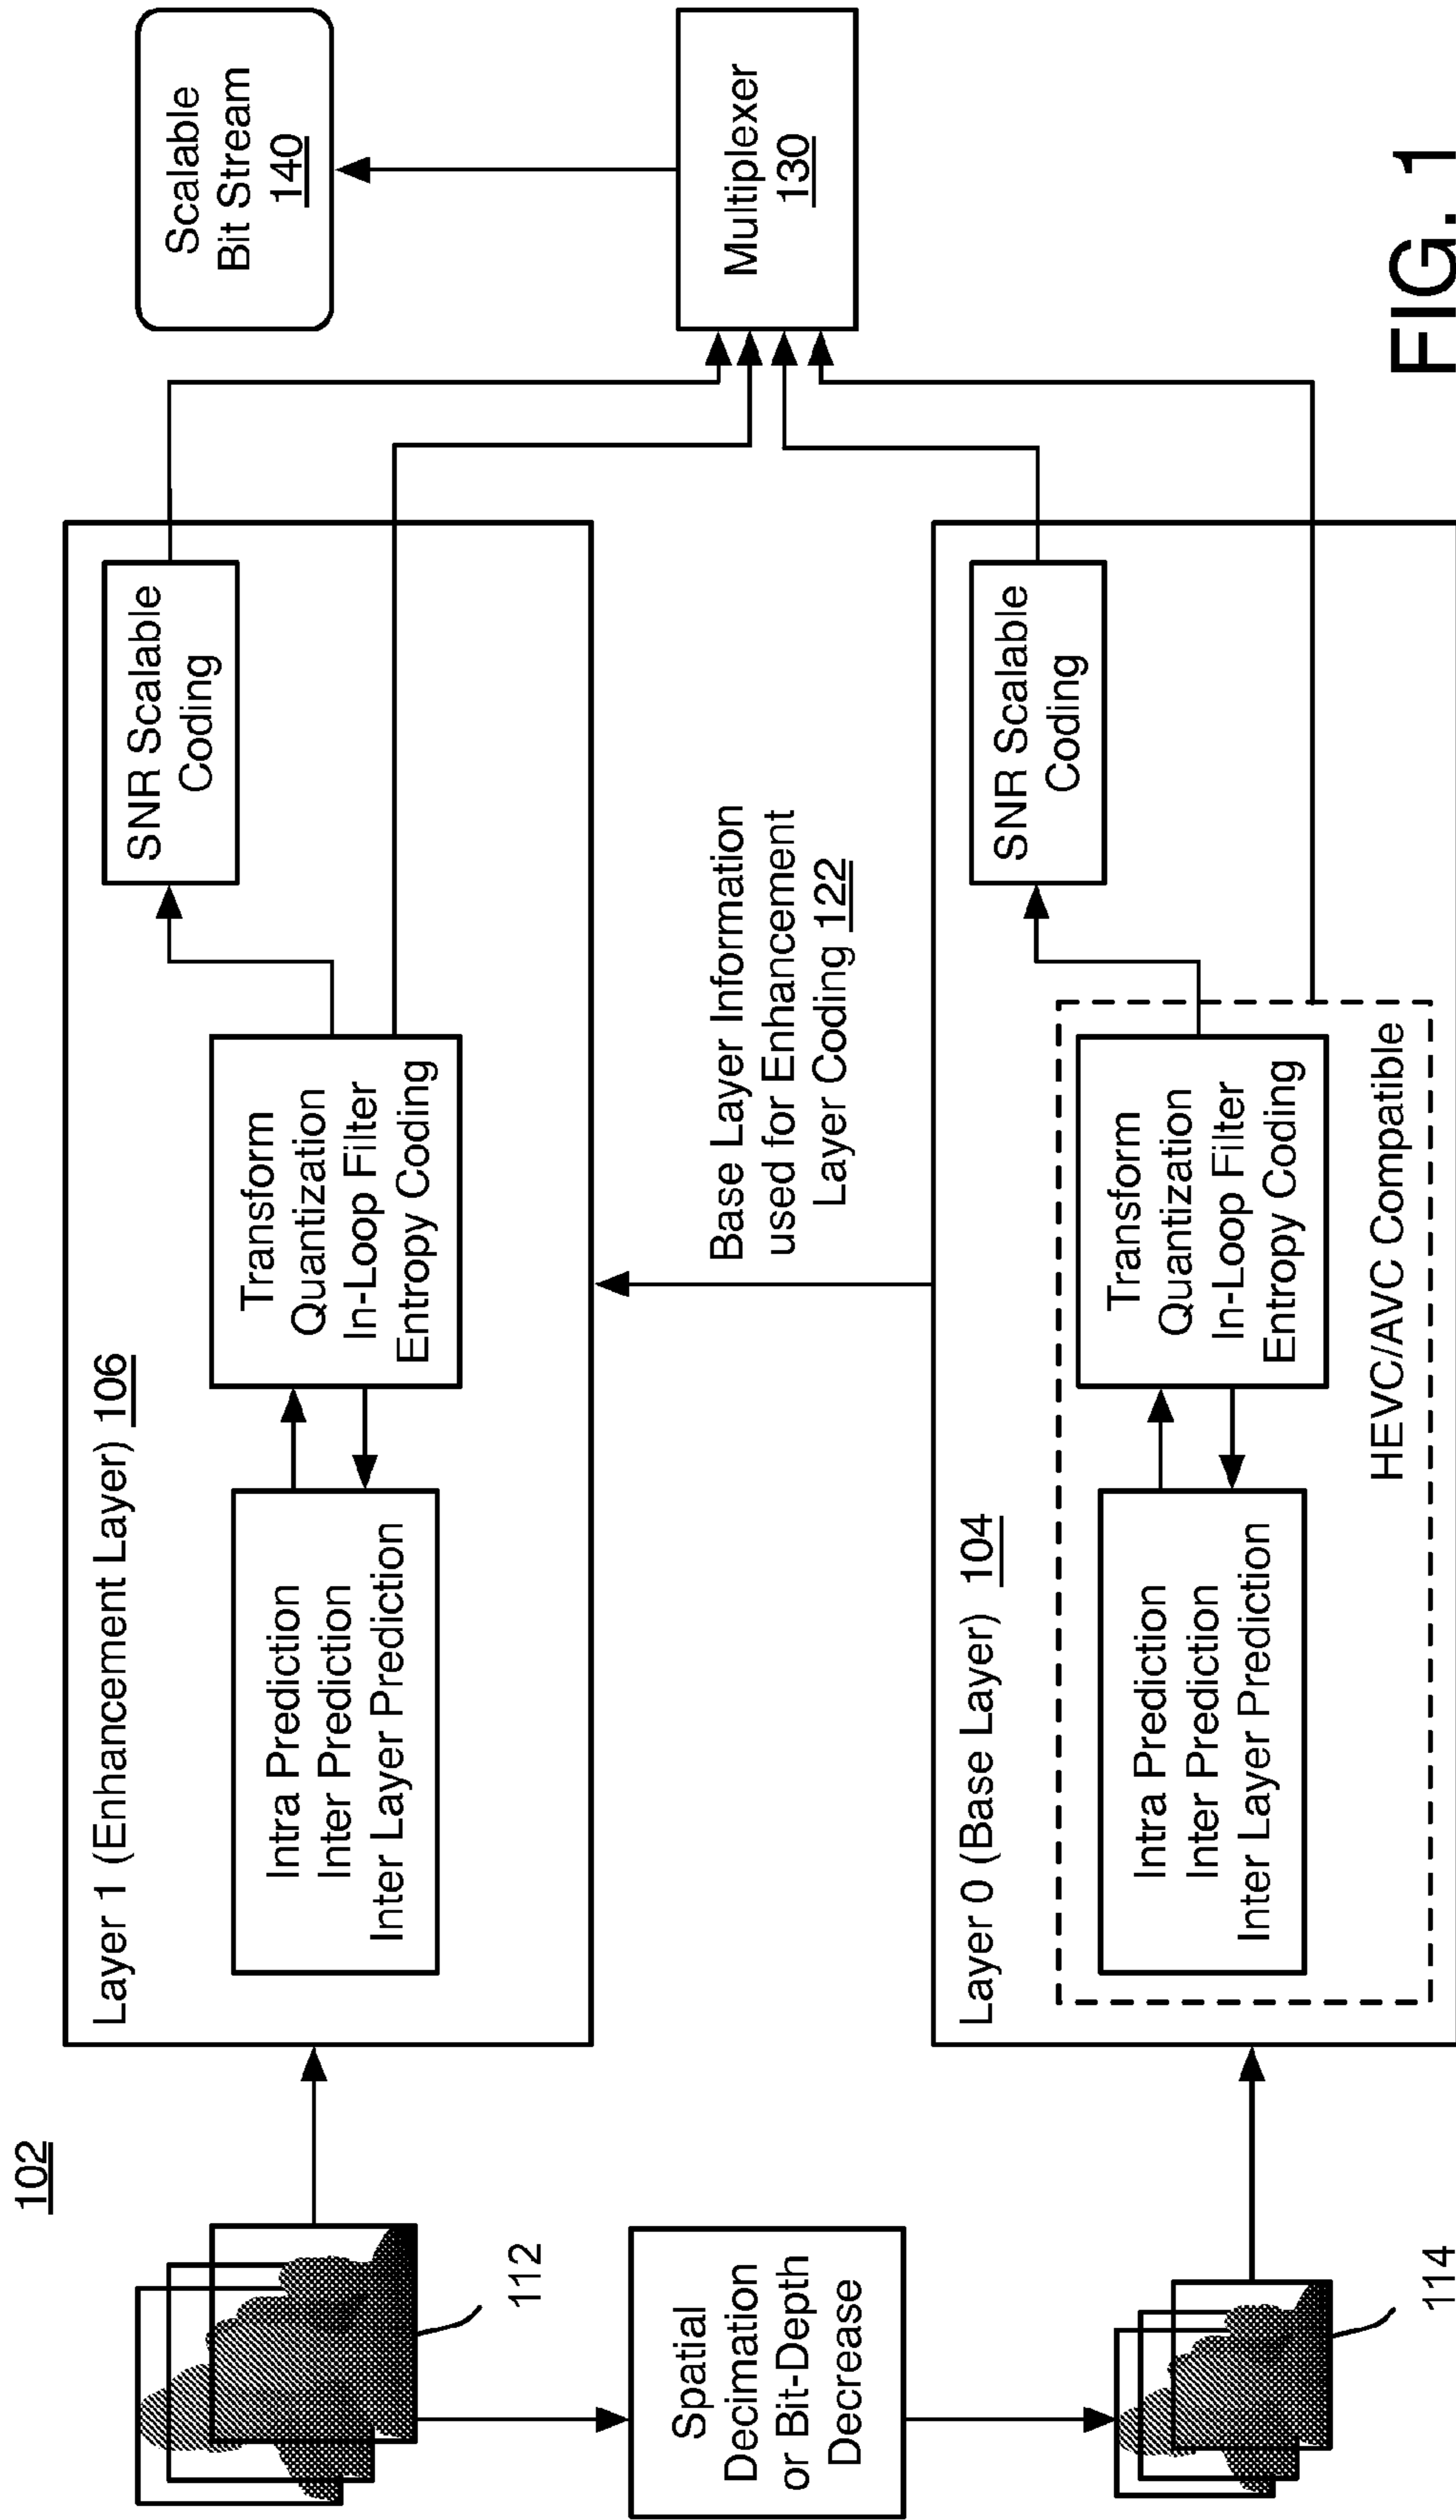 102
112
Spatial
Decimation
or Bit-Depth
Decrease
114
Layer 1 (Enhancement Layer) 106
Intra Prediction
Inter Prediction
Inter Layer Prediction
Transform
Quantization
In-Loop Filter
Entropy Coding
SNR Scalable
Coding
Base Layer Information
used for Enhancement
Layer Coding 122
Layer 0 (Base Layer) 104
Intra Prediction
Inter Prediction
Inter Layer Prediction
Transform
Quantization
In-Loop Filter
Entropy Coding
HEVC/AVC Compatible
SNR Scalable
Coding
Scalable
Bit Stream
140
Multiplexer
130
FIG. 1